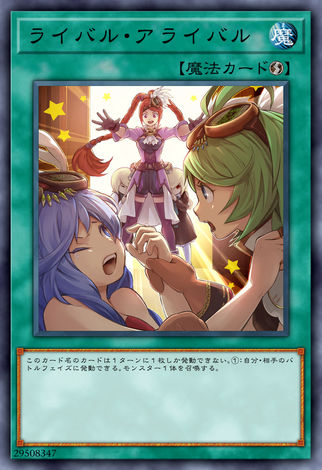 ライバル・アライバル
魔
【魔法カード】
このカード名のカードは1ターンに1枚しか発動できない。①：自分・相手のバ
トルフェイズに発動できる。モンスター1体を召喚する。
29508347